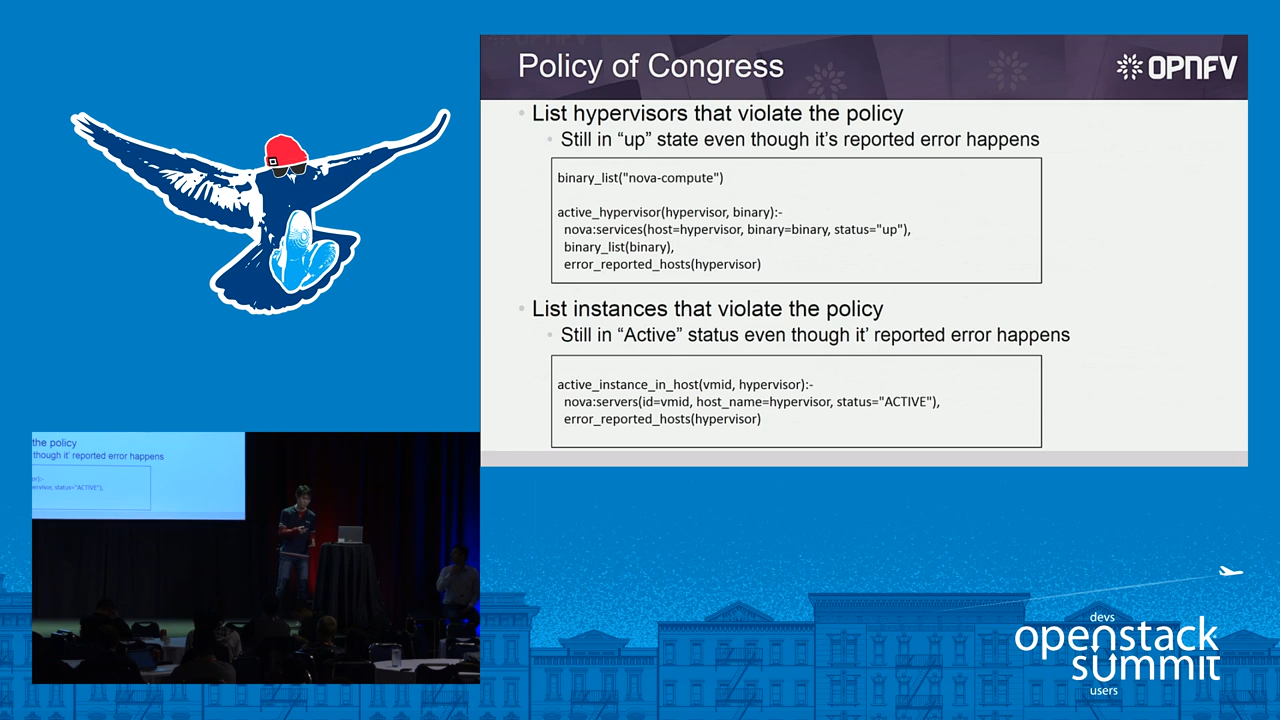 Policy of Congress
OPNFV
List hypervisors that violate the policy
Still in “up” state even though it’s reported error happens
binary_list("nova-compute")
active_hypervisor(hypervisor, binary):-
nova:services(host=hypervisor, binary=binary, status="up"),
binary_list(binary),
error_reported_hosts(hypervisor)
List instances that violate the policy
Still in “Active” status even though it’ reported error happens
active_instance_in_host(vmid, hypervisor):-
nova:servers(id=vmid, host_name=hypervisor, status="ACTIVE"),
error_reported_hosts(hypervisor)
the policy
though it’ reported error happens
status="ACTIVE"),
devs
openstack
summit
users